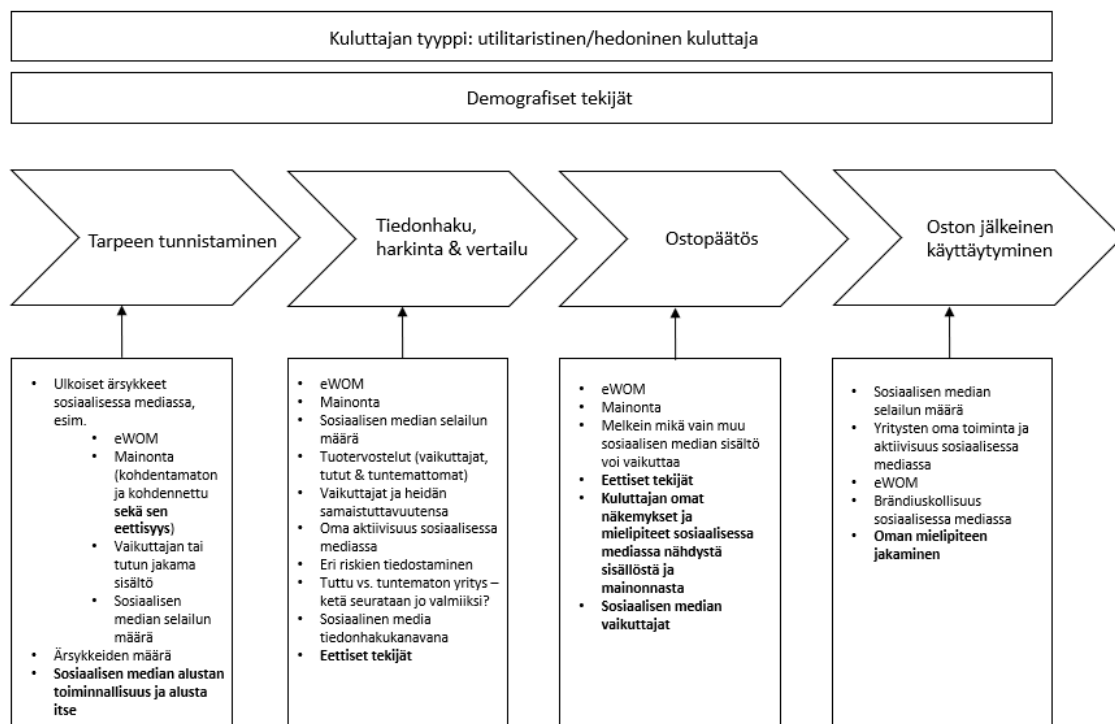 Kuluttajan tyyppi: utilitaristinen/hedoninen kuluttaja
Demografiset tekijät
Tarpeen tunnistaminen
Tiedonhaku,
harkinta & vertailu
Ostopäätös
Oston jälkeinen
käyttäytyminen
• Ulkoiset ärsykkeet
sosiaalisessa mediassa,
esim.
• eWOM
• Mainonta
(kohdentamaton
ja kohdennettu
sekä sen
eettisyys)
• Vaikuttajan tai
tutun jakama
sisältö
• Sosiaalisen
median selailun
määrä
• Ärsykkeiden määrä
• Sosiaalisen median alustan
toiminnallisuus ja alusta
itse
• eWOM
• Mainonta
• Sosiaalisen median selailun
määrä
• Tuotervostelut (vaikuttajat,
tutut & tuntemattomat)
• Vaikuttajat ja heidän
samaistuttavuutensa
• Oma aktiivisuus sosiaalisessa
mediassa
• Eri riskien tiedostaminen
• Tuttu vs. tuntematon yritys –
ketä seurataan jo valmiiksi?
• Sosiaalinen media
tiedonhakukanavana
• Eettiset tekijät
• eWOM
• Mainonta
• Melkein mikä vain muu
sosiaalisen median sisältö
voi vaikuttaa
• Eettiset tekijät
• Kuluttajan omat
näkemykset ja
mielipiteet sosiaalisessa
mediassa nähdystä
sisällöstä ja
mainonnasta
• Sosiaalisen median
vaikuttajat
• Sosiaalisen median
selailun määrä
• Yritysten oma toiminta ja
aktiivisuus sosiaalisessa
mediassa
• eWOM
• Brändiuskollisuus
sosiaalisessa mediassa
• Oman mielipiteen
jakaminen